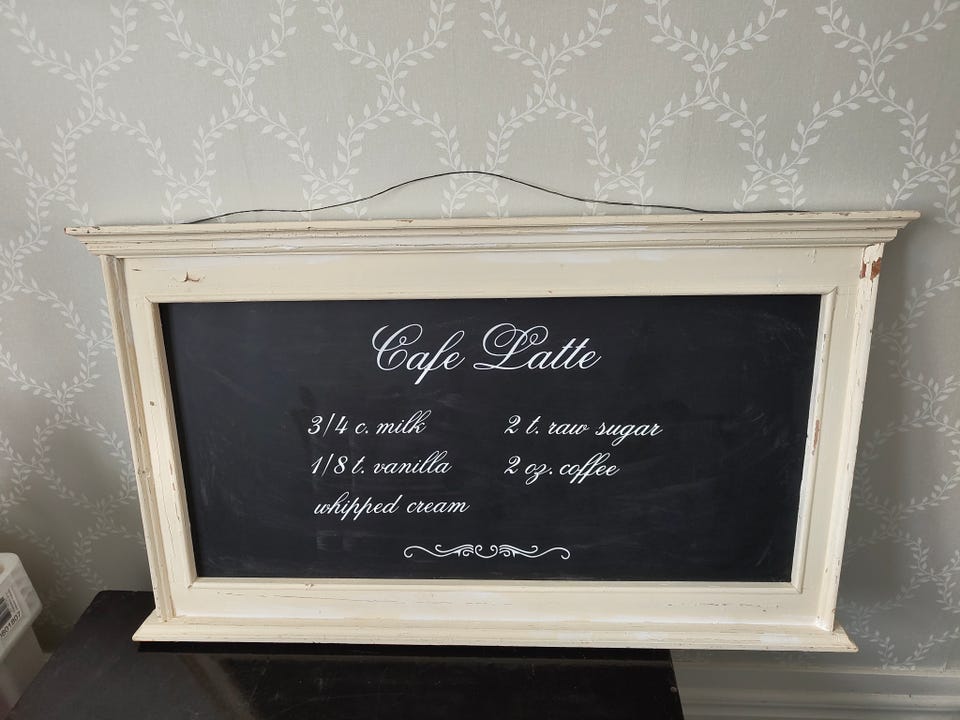 Cafe Latte
3/4 c. milk
1/8 t. vanilla
whipped cream
2 t. raw sugar
2 oz. coffee